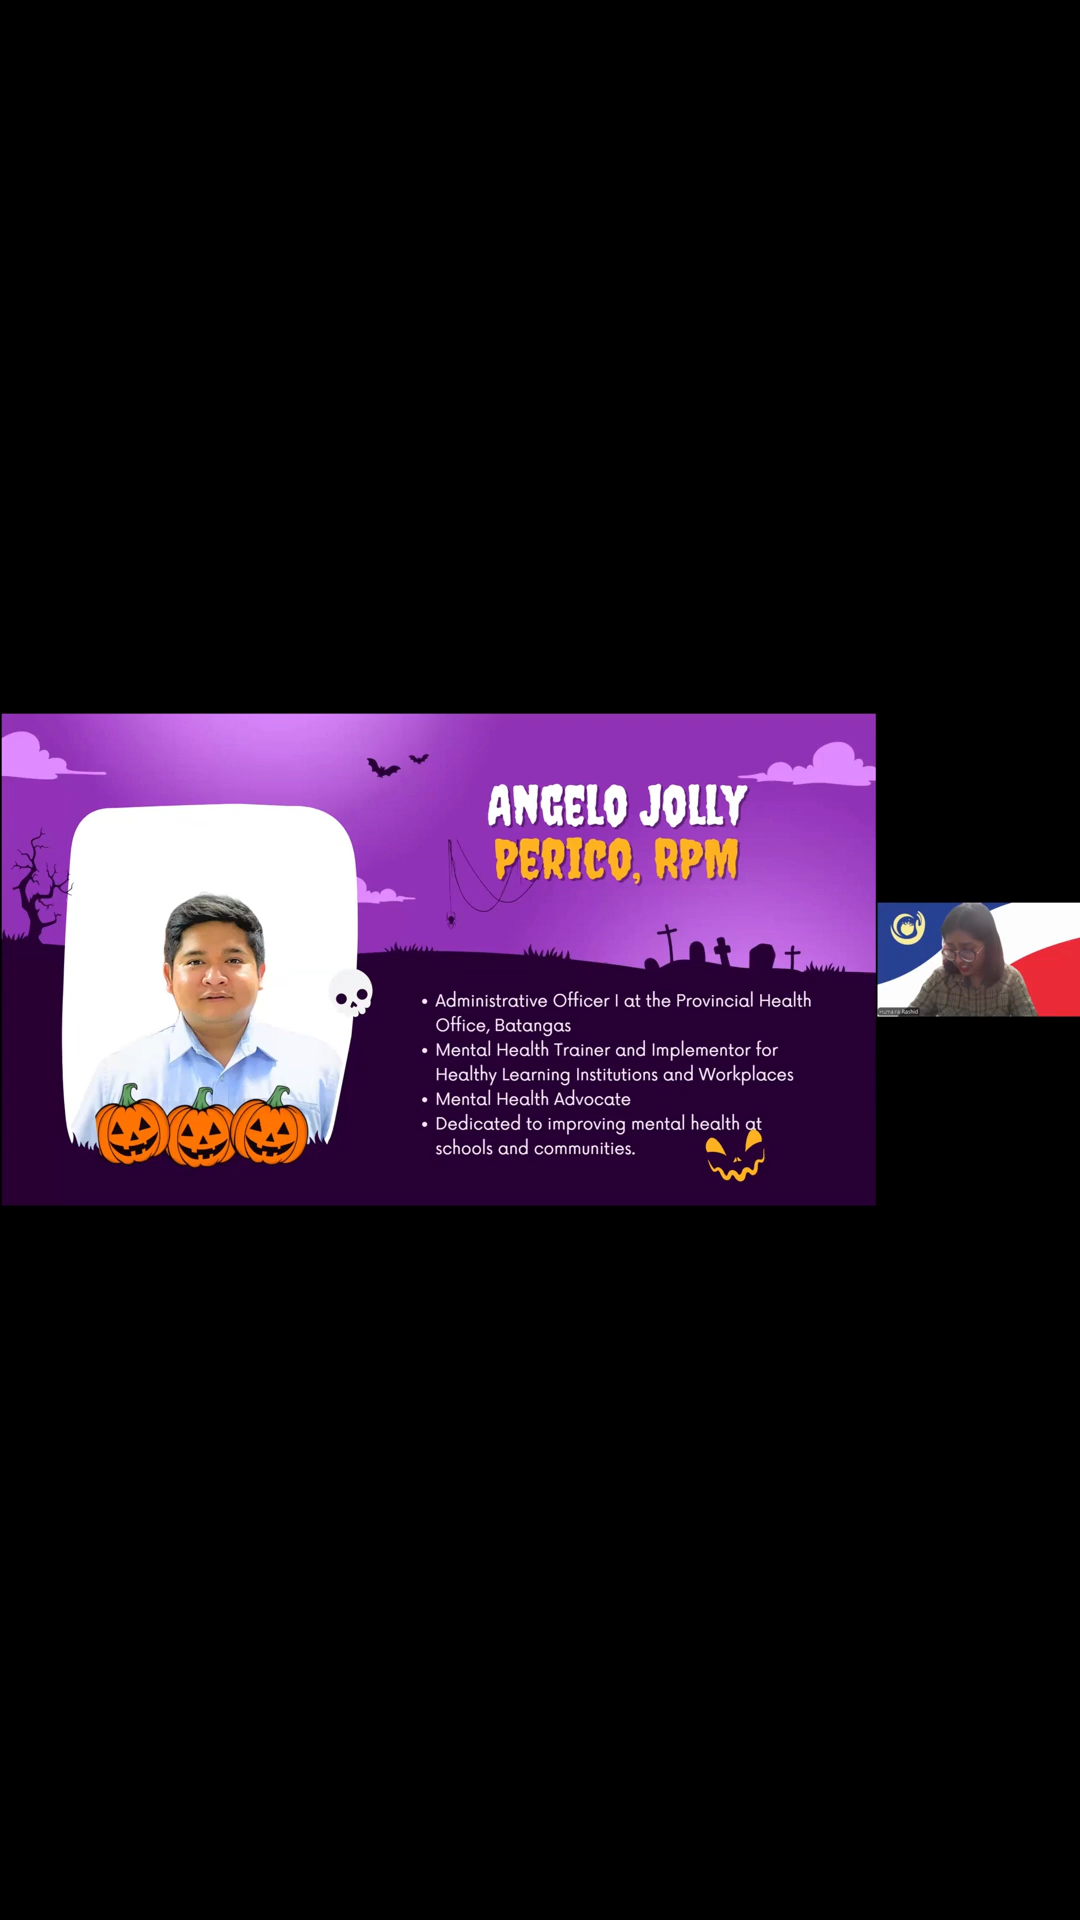 ANGELO JOLLY
PERICO, RPM
• Administrative Officer I at the Provincial Health
Office, Batangas
• Mental Health Trainer and Implementor for
Healthy Learning Institutions and Workplaces
• Mental Health Advocate
• Dedicated to improving mental health at
schools and communities.
Rashid